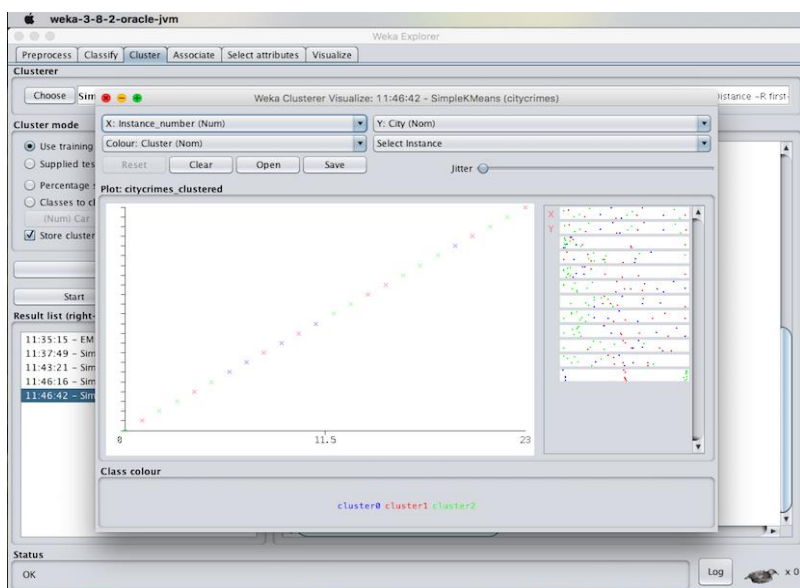 weka-3-8-2-oracle-jvm
Weka Explorer
Preprocess Classify Cluster Associate Select attributes Visualize
Clusterer
Choose Sim
Distance -R first-
Weka Clusterer Visualize: 11:46:42 - SimpleKMeans (citycrimes)
Cluster mode
X: Instance_number (Num) Y: City (Nom)
Use training
Colour: Cluster (Nom) Select Instance
Supplied tes
Reset Clear Open Save Jitter
Percentage s
Plot: citycrimes_clustered
Classes to cl
(Num) Car
X
Y
Store cluster
Start
Result list (right-
11:35:15 - EM
11:37:49 - Sim
11:43:21 - Sim
11:46:16 - Sim
11:46:42 - Sim
0 11.5 23
Class colour
cluster0 cluster1 cluster2
Status
OK
Log x 0